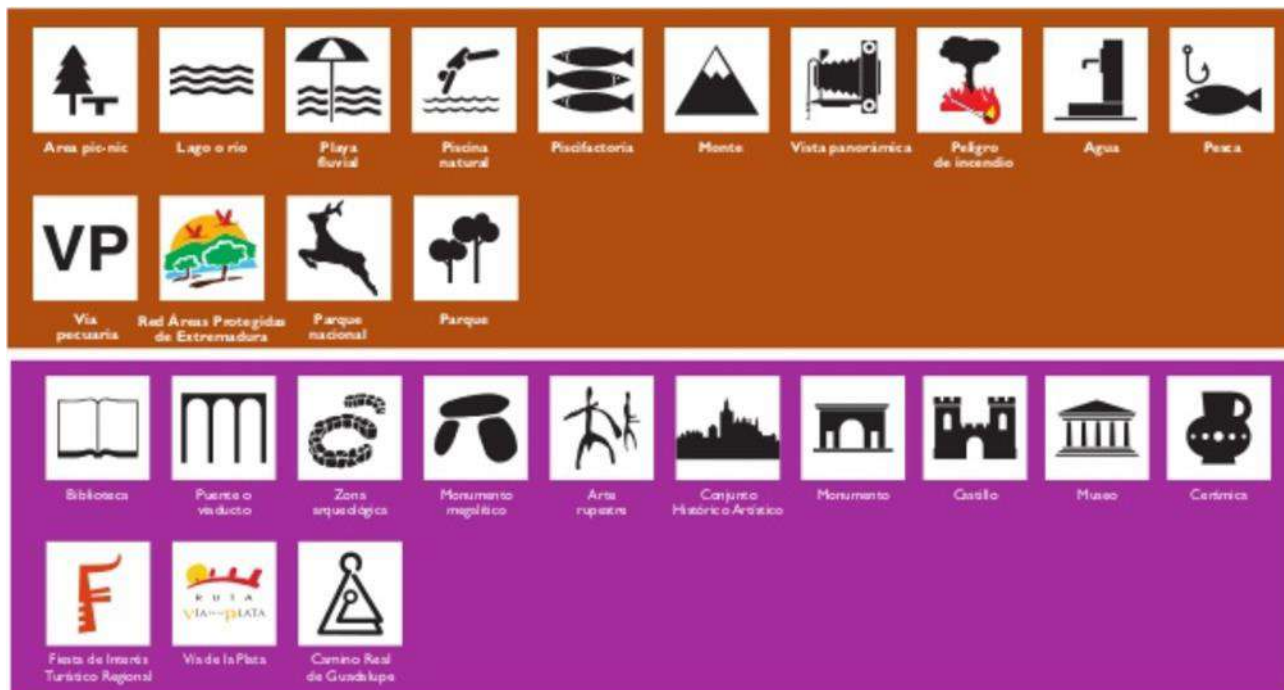 Area pic-nic
Lago o río
Playa
fluvial
Piscina
natural
Piscifactoria
Monte
Vista panorámica
Peligro
de incendio
Agua
Pesca
VP
Vía
pecuaria
Red Áreas Protegidas
de Extremadura
Parque
nacional
Parque
Biblioteca
Puente o
viaducto
Zona
arqueológica
Monumento
megalítico
Arte
rupestre
Conjunto
Histórico Artístico
Monumento
Castillo
Museo
Cerámica
F
Fiesta de Interés
Turístico Regional
RUTA
VÍA DE LA PLATA
Vía de la Plata
Camino Real
de Guadalupe